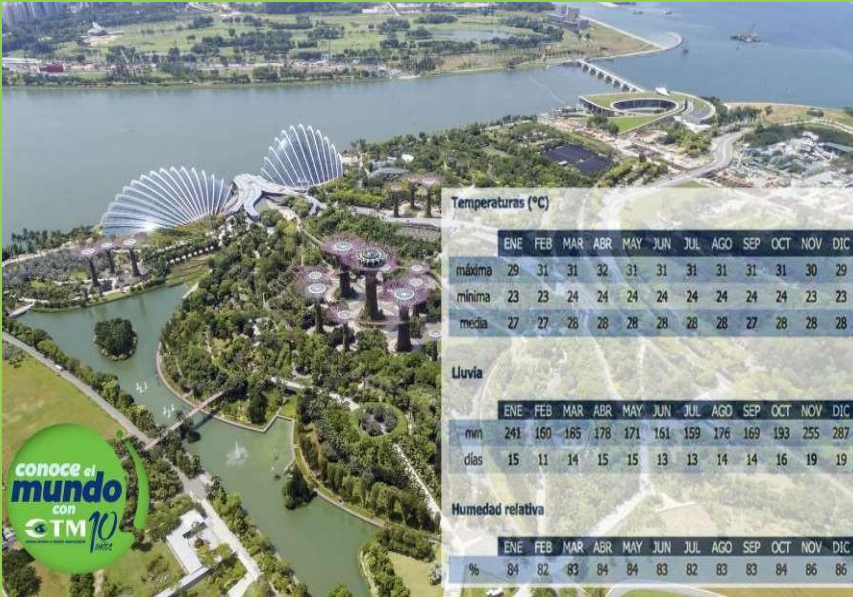 Temperaturas (°C)
ENE FEB MAR ABR MAY JUN JUL AGO SEP OCT NOV DIC
máxima 29 31 31 32 31 31 31 31 31 31 30 29
mínima 23 23 24 24 24 24 24 24 24 24 23 23
media 27 27 28 28 28 28 28 28 27 28 28 28
Lluvia
ENE FEB MAR ABR MAY JUN JUL AGO SEP OCT NOV DIC
mm 241 160 185 178 171 161 159 176 169 193 255 287
días 15 11 14 15 15 13 13 14 14 16 19 19
Humedad relativa
ENE FEB MAR ABR MAY JUN JUL AGO SEP OCT NOV DIC
% 84 82 83 84 84 83 82 83 83 84 86 86
conoce el
mundo
con
TM 10